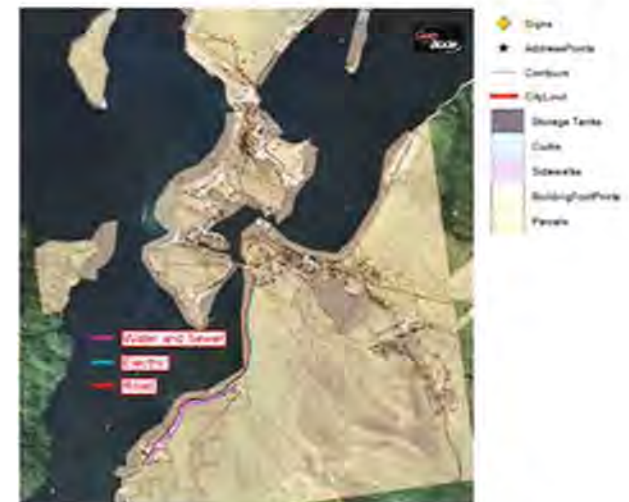 Signs
AddressPoints
Contours
CityLimit
Storage Tanks
Curbs
Sidewalks
BuildingFootPrints
Parcels
Water and Sewer
Electric
Road